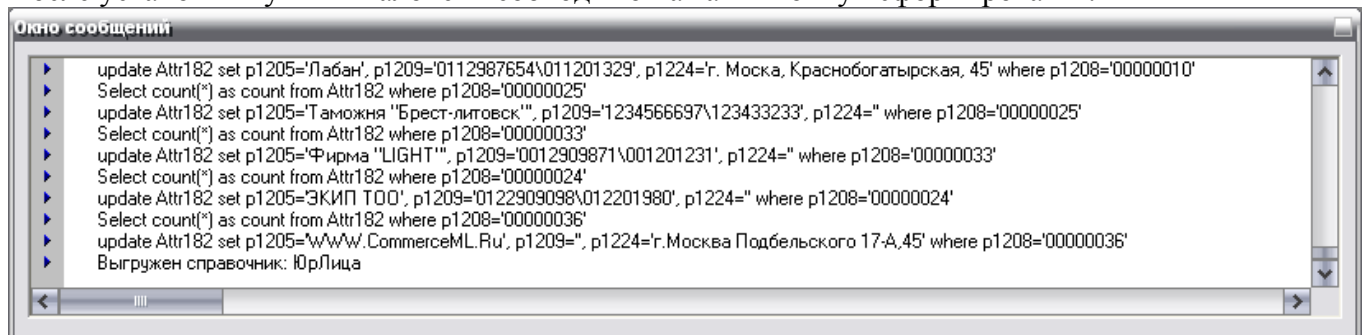 Окно сообщений
update Attr182 set p1205='Лабан', p1209='0112987654\011201329', p1224='г. Моска, Краснобогатырская, 45' where p1208='00000010'
Select count(*) as count from Attr182 where p1208='00000025'
update Attr182 set p1205='Таможня "Брест-литовск"', p1209='1234566697\123433233', p1224='' where p1208='00000025'
Select count(*) as count from Attr182 where p1208='00000033'
update Attr182 set p1205='Фирма "LIGHT"', p1209='0012909871\001201231', p1224='' where p1208='00000033'
Select count(*) as count from Attr182 where p1208='00000024'
update Attr182 set p1205='ЭКИП ТОО', p1209='0122909098\012201980', p1224='' where p1208='00000024'
Select count(*) as count from Attr182 where p1208='00000036'
update Attr182 set p1205='WWW.CommerceML.Ru', p1209='', p1224='г.Москва Подбельского 17-А,45' where p1208='00000036'
Выгружен справочник: ЮрЛица